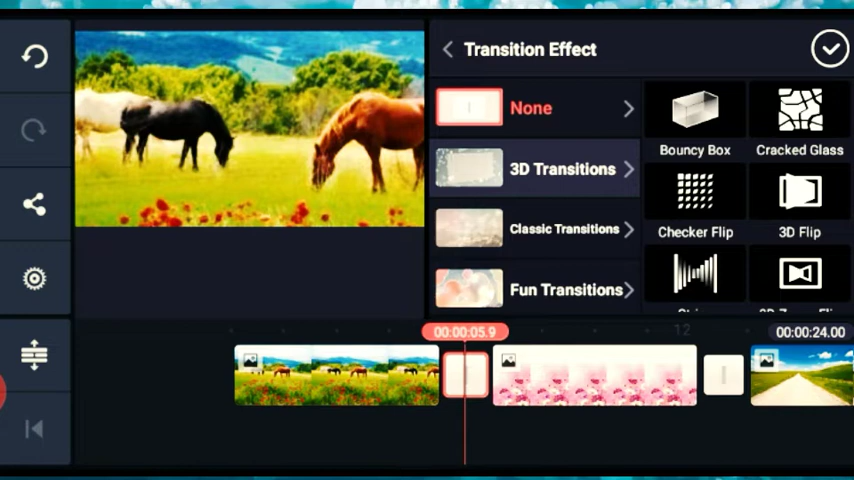 Transition Effect
None
3D Transitions
Classic Transitions
Fun Transitions
Bouncy Box
Cracked Glass
Checker Flip
3D Flip
00:00:05.9
12
00:00:24.00